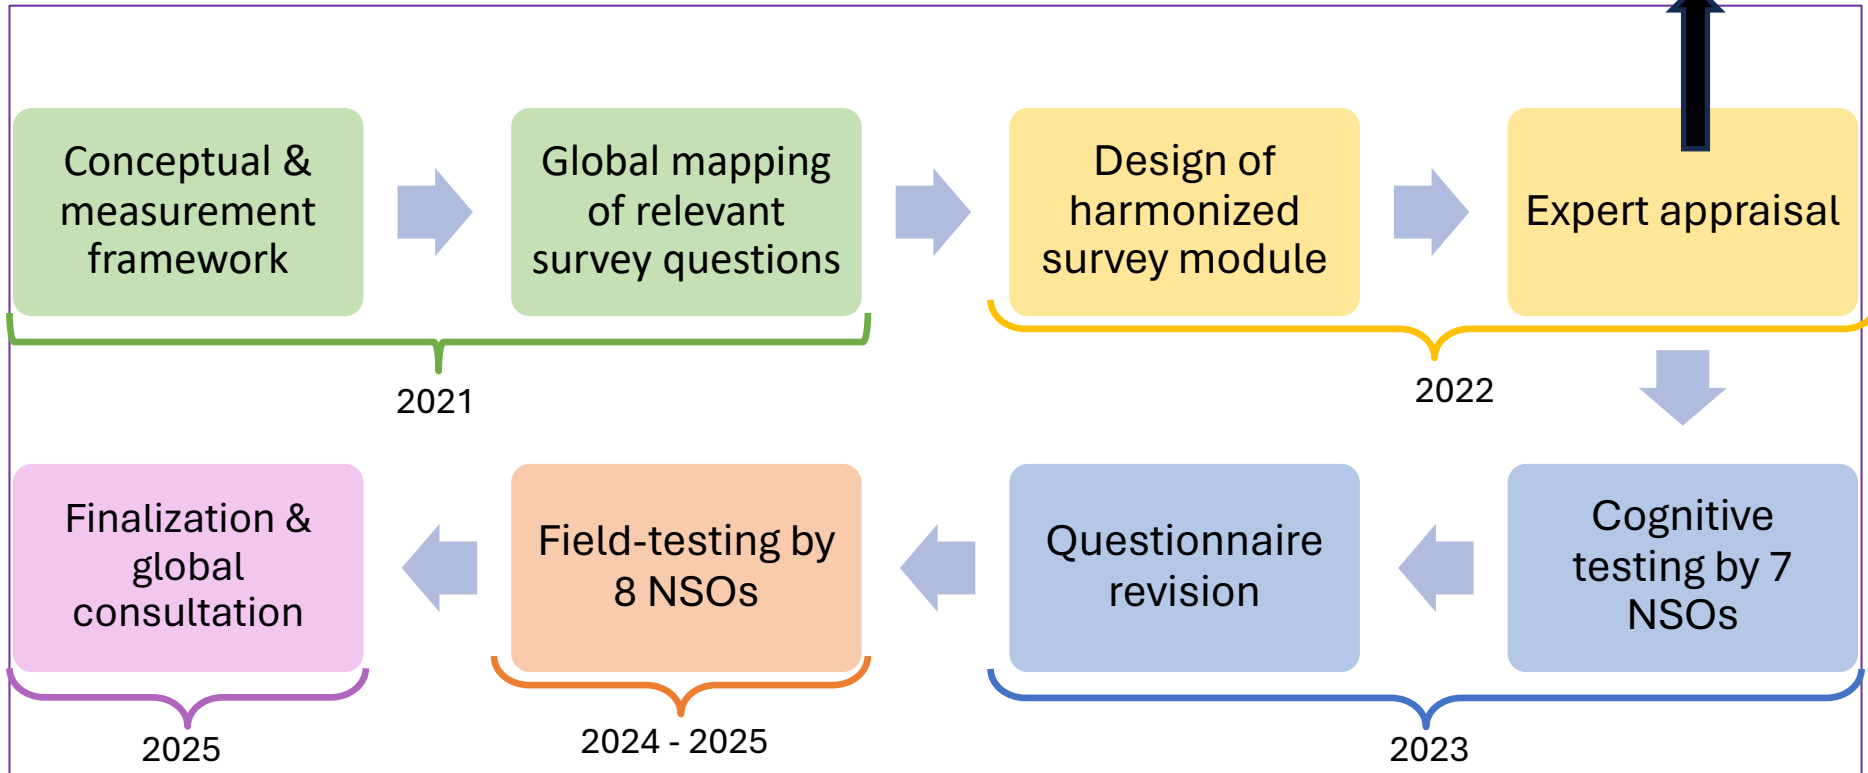 Conceptual &
measurement
framework
Global mapping
of relevant
survey questions
Design of
harmonized
survey module
Expert appraisal
2021
2022
Finalization &
global
consultation
Field-testing by
8 NSOs
Questionnaire
revision
Cognitive
testing by 7
NSOs
2025
2024 - 2025
2023